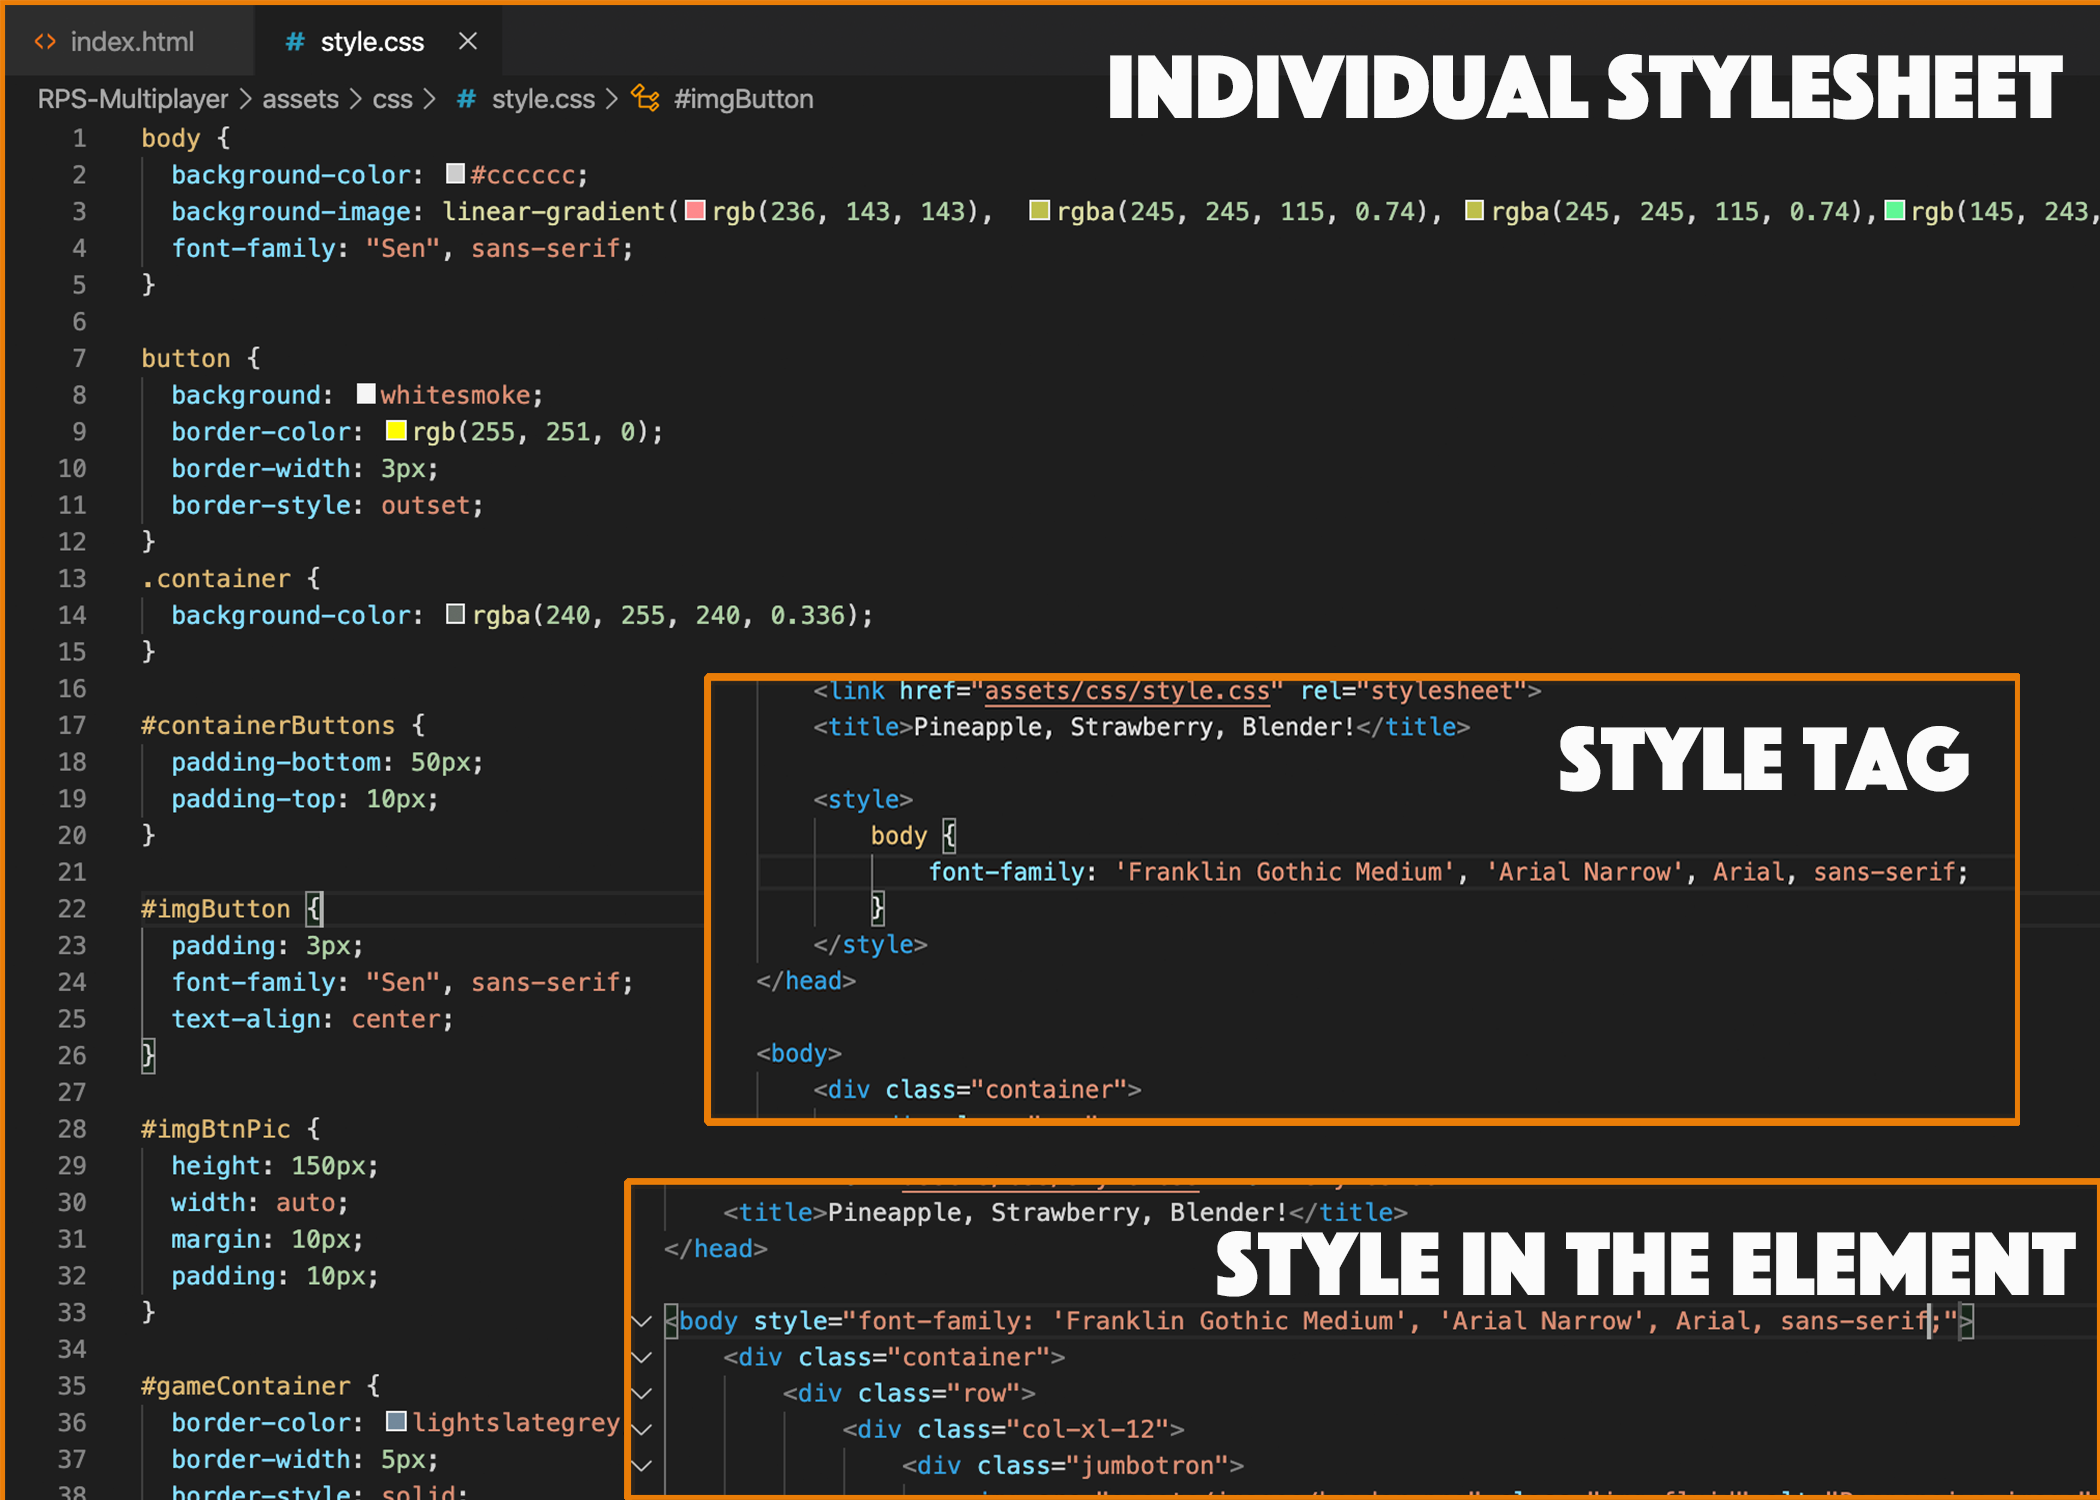 index.html # style.css ×
INDIVIDUAL STYLESHEET
RPS-Multiplayer > assets > css > # style.css > #imgButton
1 body {
2 background-color: #cccccc;
3 background-image: linear-gradient(rgb(236, 143, 143), rgba(245, 245, 115, 0.74), rgba(245, 245, 115, 0.74),rgb(145, 243,
4 font-family: "Sen", sans-serif;
5 }
6
7 button {
8 background: whitesmoke;
9 border-color: rgb(255, 251, 0);
10 border-width: 3px;
11 border-style: outset;
12 }
13 .container {
14 background-color: rgba(240, 255, 240, 0.336);
15 }
16
17 #containerButtons {
18 padding-bottom: 50px;
19 padding-top: 10px;
20 }
21
22 #imgButton {
23 padding: 3px;
24 font-family: "Sen", sans-serif;
25 text-align: center;
26 }
27
28 #imgBtnPic {
29 height: 150px;
30 width: auto;
31 margin: 10px;
32 padding: 10px;
33 }
34
35 #gameContainer {
36 border-color: lightslategrey
37 border-width: 5px;
38 border-style: solid;
<link href="assets/css/style.css" rel="stylesheet">
<title>Pineapple, Strawberry, Blender!</title>
STYLE TAG
<style>
body {
font-family: 'Franklin Gothic Medium', 'Arial Narrow', Arial, sans-serif;
}
</style>
</head>
<body>
<div class="container">
<title>Pineapple, Strawberry, Blender!</title>
</head>
STYLE IN THE ELEMENT
<body style="font-family: 'Franklin Gothic Medium', 'Arial Narrow', Arial, sans-serif;">
<div class="container">
<div class="row">
<div class="col-xl-12">
<div class="jumbotron">